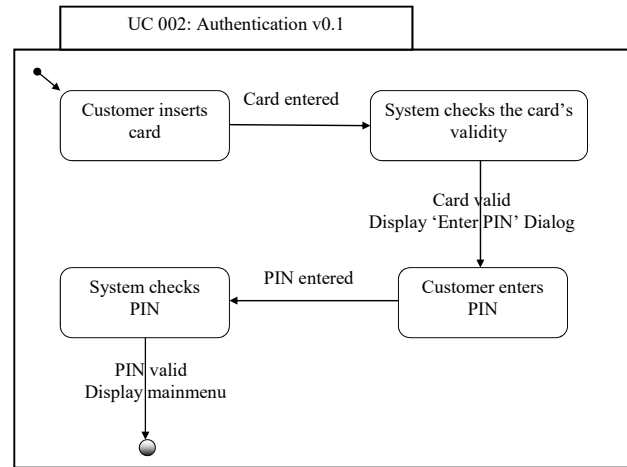 UC 002: Authentication v0.1
Customer inserts
card
Card entered
System checks the card’s
validity
Card valid
Display ‘Enter PIN’ Dialog
Customer enters
PIN
PIN entered
System checks
PIN
PIN valid
Display mainmenu